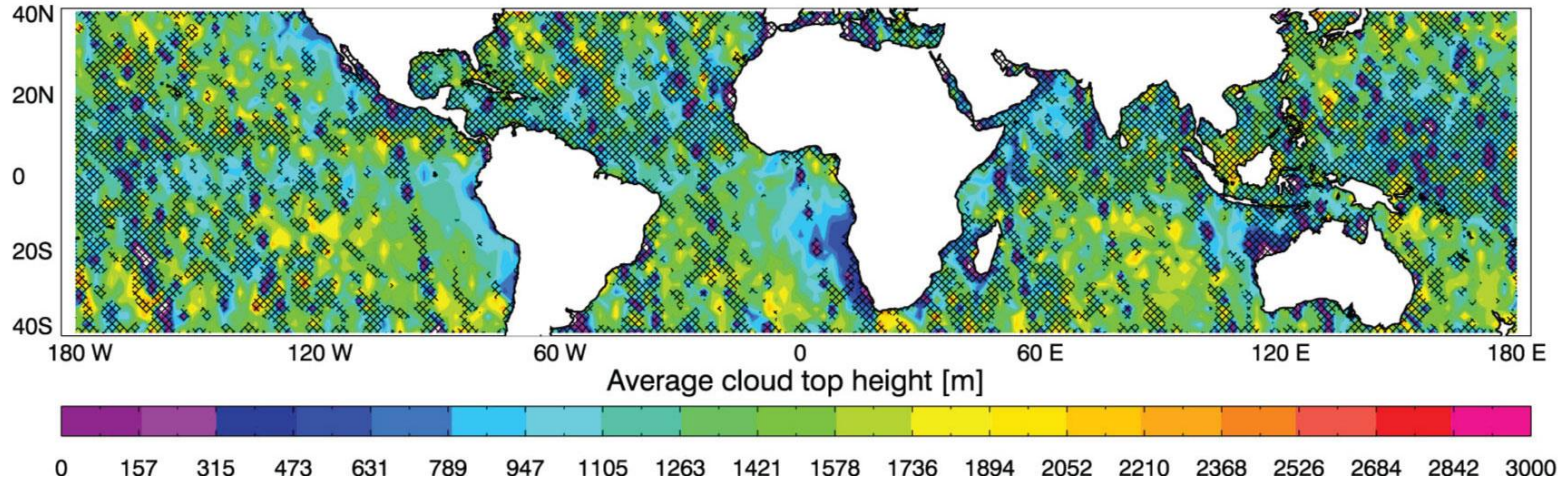 40N
20N
0
20S
40S
180 W 120 W 60 W 0 60 E 120 E 180 E
Average cloud top height [m]
0 157 315 473 631 789 947 1105 1263 1421 1578 1736 1894 2052 2210 2368 2526 2684 2842 3000